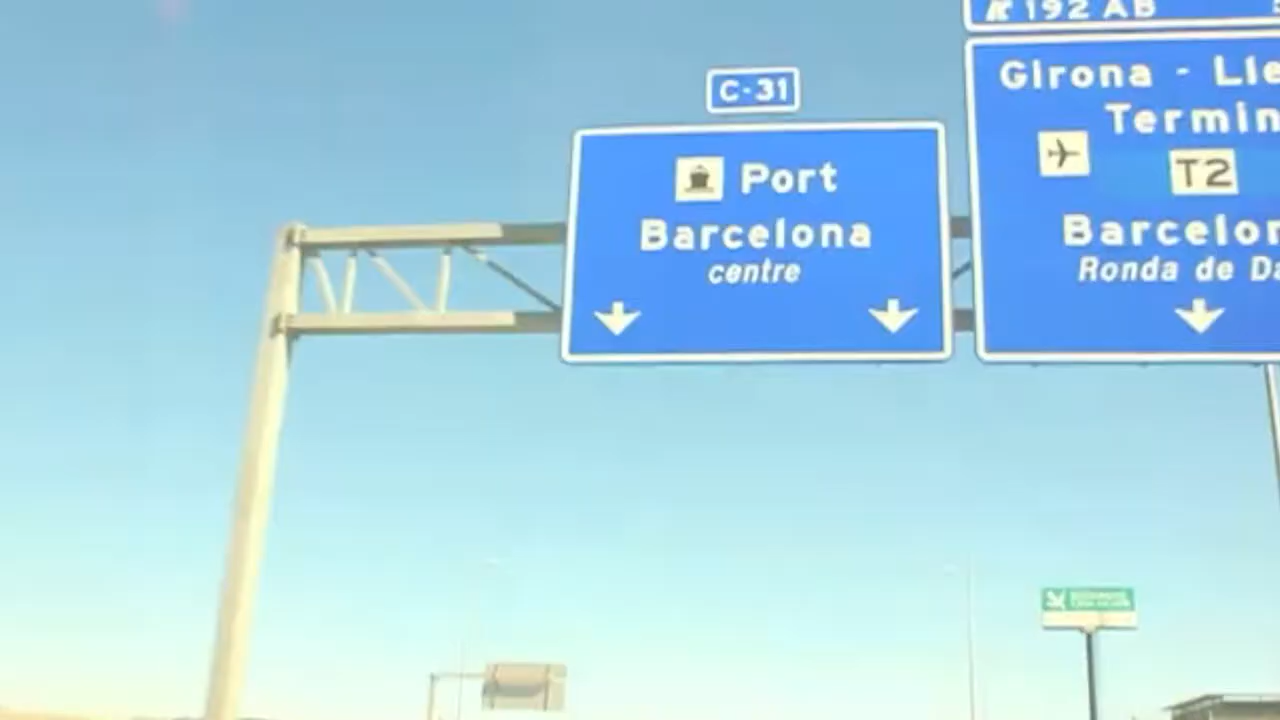 C-31
Port
Barcelona
centre
192 AB
Girona - Lle
Termin
T2
Barcelon
Ronda de Da